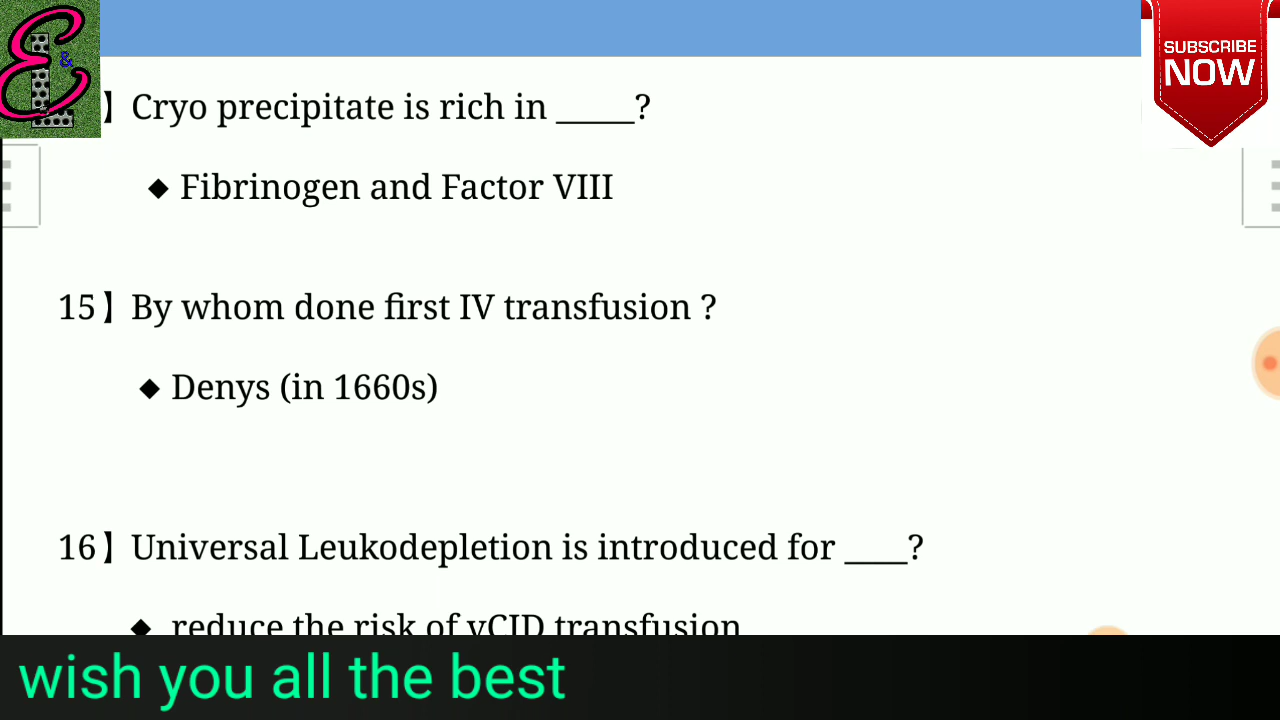 E & L
SUBSCRIBE
NOW
】 Cryo precipitate is rich in _____?
◆ Fibrinogen and Factor VIII
15】 By whom done first IV transfusion ?
◆ Denys (in 1660s)
16】 Universal Leukodepletion is introduced for ____?
◆ reduce the risk of vCJD transfusion
wish you all the best